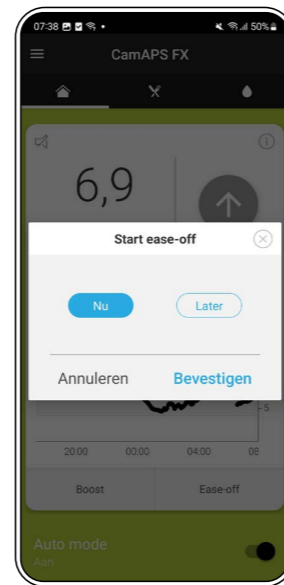 07:38
50%
CamAPS FX
6,9
Start ease-off
Nu
Later
Annuleren
Bevestigen
5
20:00 00:00 04:00 08
Boost
Ease-off
Auto mode
Aan